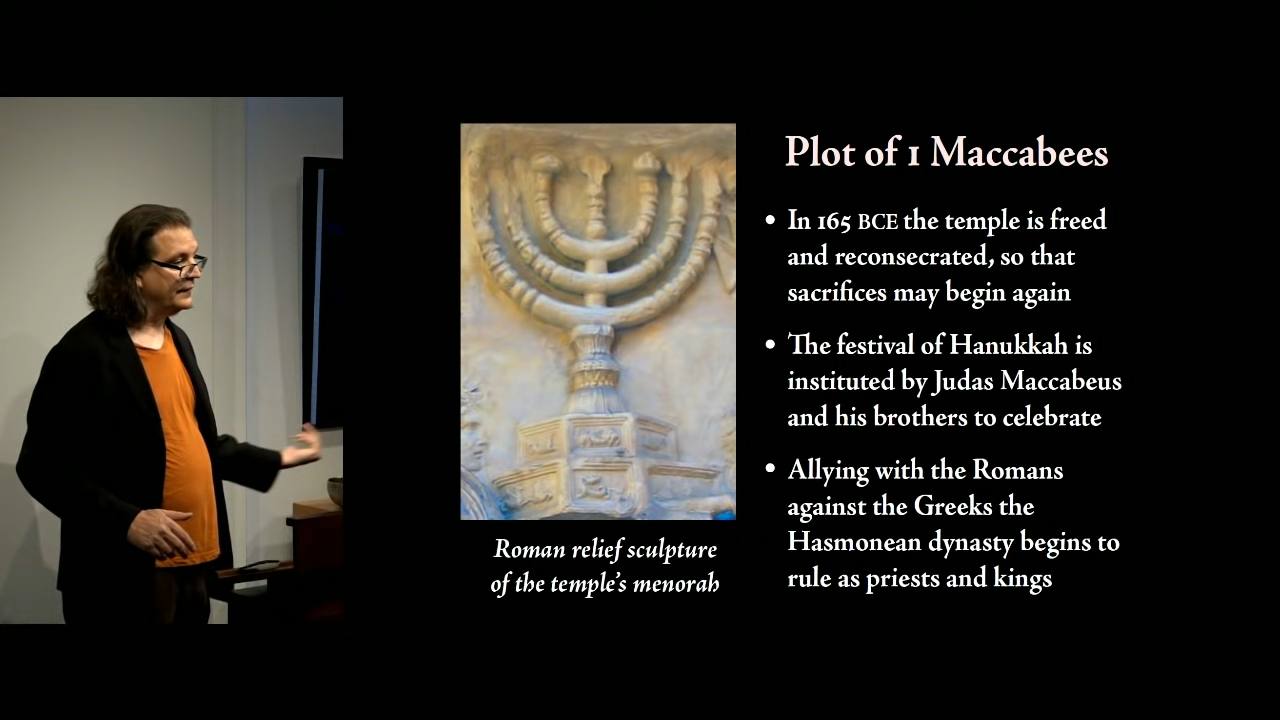 Plot of 1 Maccabees
• In 165 BCE the temple is freed
and reconsecrated, so that
sacrifices may begin again
• The festival of Hanukkah is
instituted by Judas Maccabeus
and his brothers to celebrate
• Allying with the Romans
against the Greeks the
Hasmonean dynasty begins to
rule as priests and kings
Roman relief sculpture
of the temple's menorah